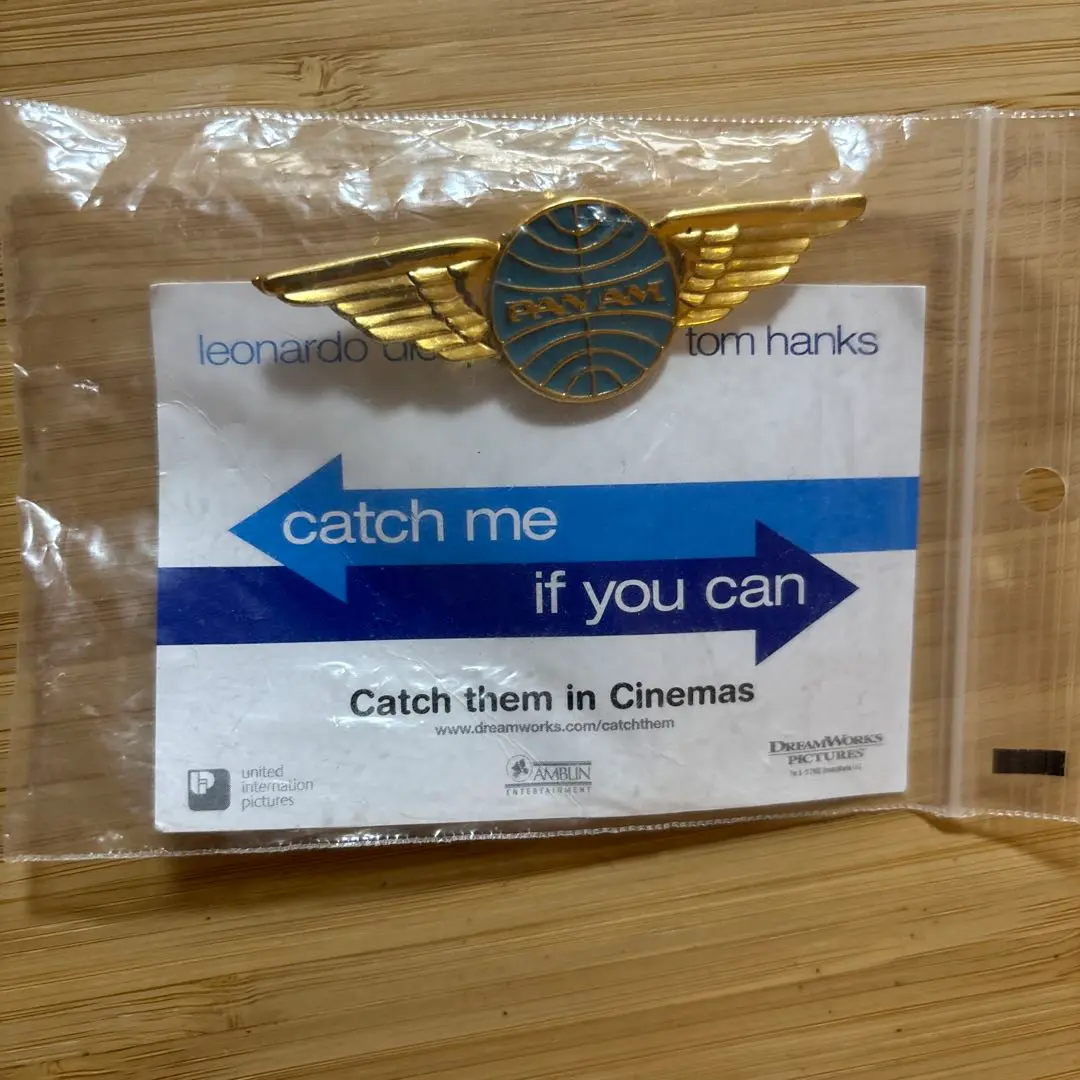 PAN AM
leonardo dic
tom hanks
catch me
if you can
Catch them in Cinemas
www.dreamworks.com/catchthem
united
international
pictures
AMBLIN
ENTERTAINMENT
DREAMWORKS
PICTURES